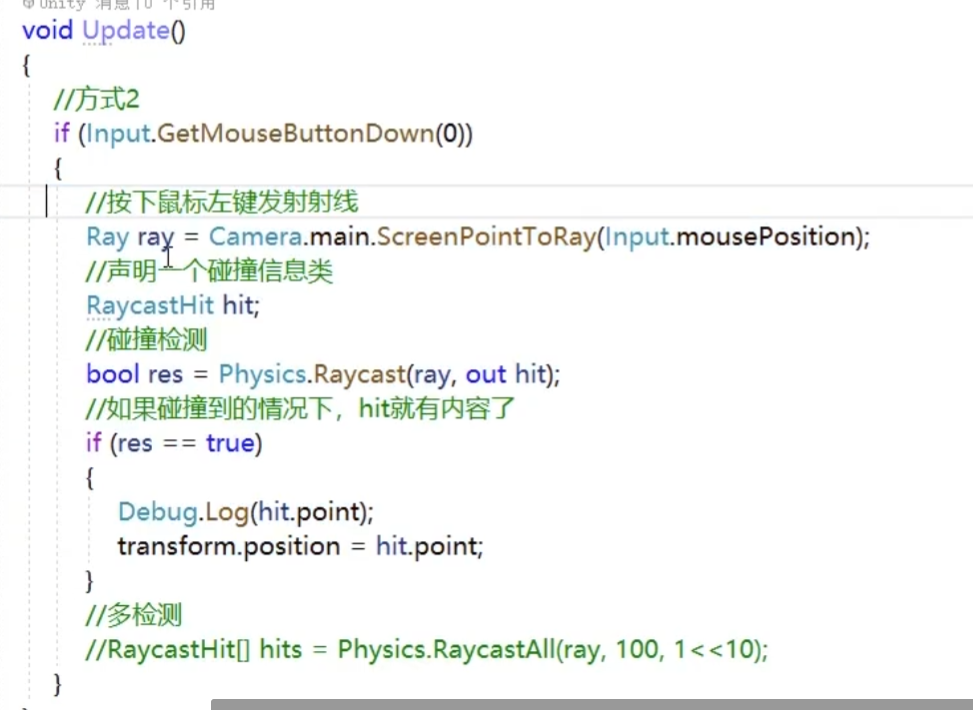 Unity 消息|0 个引用
void Update()
{
//方式2
if (Input.GetMouseButtonDown(0))
{
//按下鼠标左键发射射线
Ray ray = Camera.main.ScreenPointToRay(Input.mousePosition);
//声明一个碰撞信息类
RaycastHit hit;
//碰撞检测
bool res = Physics.Raycast(ray, out hit);
//如果碰撞到的情况下，hit就有内容了
if (res == true)
{
Debug.Log(hit.point);
transform.position = hit.point;
}
//多检测
//RaycastHit[] hits = Physics.RaycastAll(ray, 100, 1<<10);
}